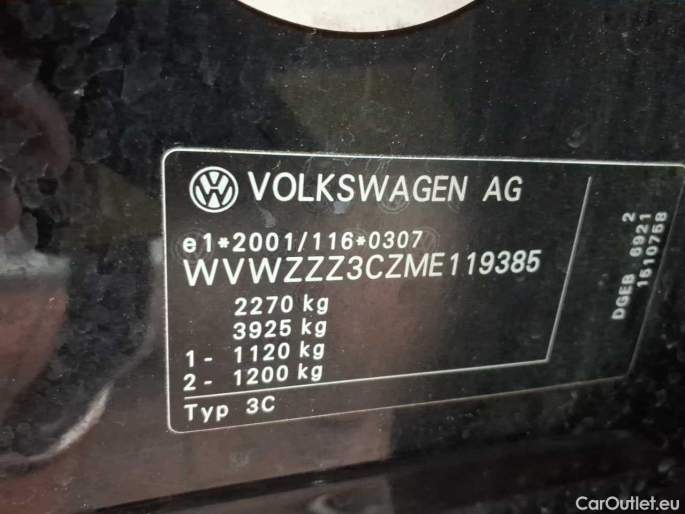 VOLKSWAGEN AG
e1*2001/116*0307
WVWZZZ3CZME119385
2270 kg
3925 kg
1 - 1120 kg
2 - 1200 kg
Typ 3C
2
DGEB 6921
1510758
CarOutlet.eu